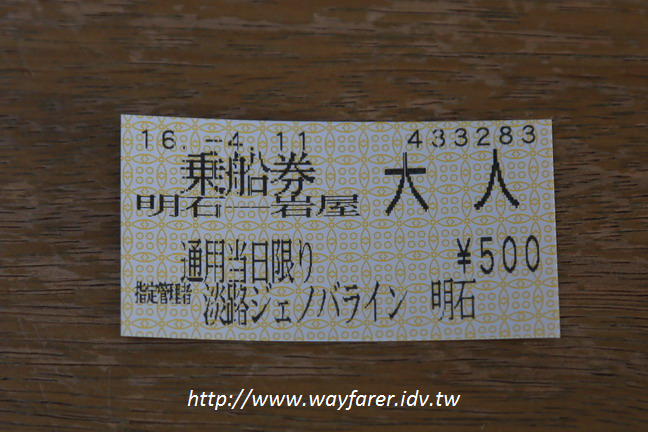 16.-4.11 433283
乗船券 大人
明石―岩屋
通用当日限り ¥500
指定管理者 淡路ジェノバライン 明石
http://www.wayfarer.idv.tw